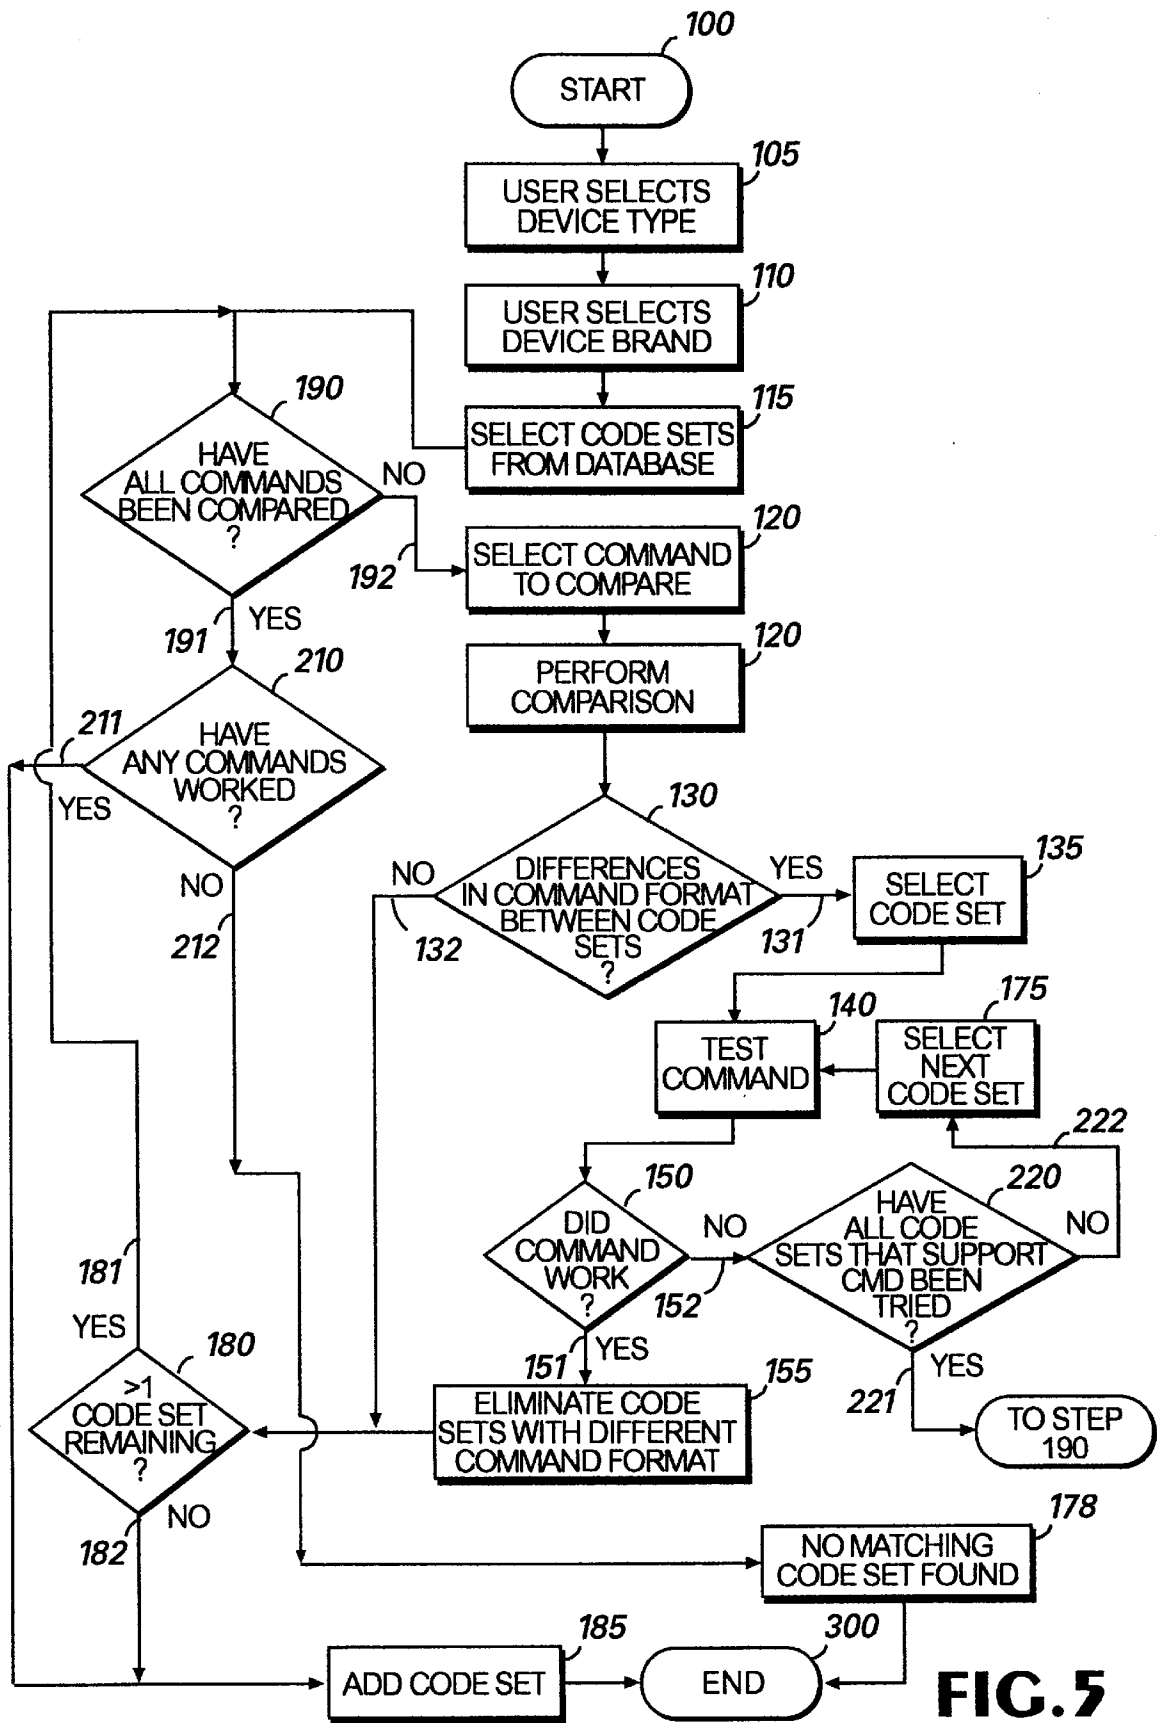 100
START
105
USER SELECTS
DEVICE TYPE
110
USER SELECTS
DEVICE BRAND
115
SELECT CODE SETS
FROM DATABASE
190
HAVE
ALL COMMANDS
BEEN COMPARED
?
NO
192
120
SELECT COMMAND
TO COMPARE
191
YES
120
PERFORM
COMPARISON
210
HAVE
ANY COMMANDS
WORKED
?
211
YES
NO
212
130
DIFFERENCES
IN COMMAND FORMAT
BETWEEN CODE
SETS
?
NO
132
YES
131
135
SELECT
CODE SET
140
TEST
COMMAND
175
SELECT
NEXT
CODE SET
222
150
DID
COMMAND
WORK
?
NO
152
220
HAVE
ALL CODE
SETS THAT SUPPORT
CMD BEEN
TRIED
?
NO
151
YES
YES
221
TO STEP
190
155
ELIMINATE CODE
SETS WITH DIFFERENT
COMMAND FORMAT
181
YES
180
>1
CODE SET
REMAINING
?
NO
182
178
NO MATCHING
CODE SET FOUND
185
ADD CODE SET
300
END
FIG.5